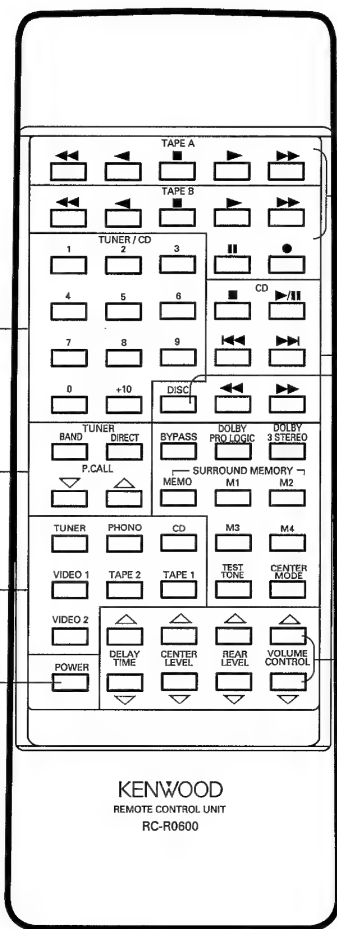 TAPE A
TAPE B
TUNER / CD
1 2 3
CD
4 5 6
7 8 9
0 +10 DISC
TUNER
BAND DIRECT BYPASS DOLBY PRO LOGIC DOLBY 3 STEREO
P.CALL
SURROUND MEMORY
MEMO M1 M2
TUNER PHONO CD M3 M4
VIDEO 1 TAPE 2 TAPE 1 TEST TONE CENTER MODE
VIDEO 2
POWER DELAY TIME CENTER LEVEL REAR LEVEL VOLUME CONTROL
KENWOOD
REMOTE CONTROL UNIT
RC-R0600